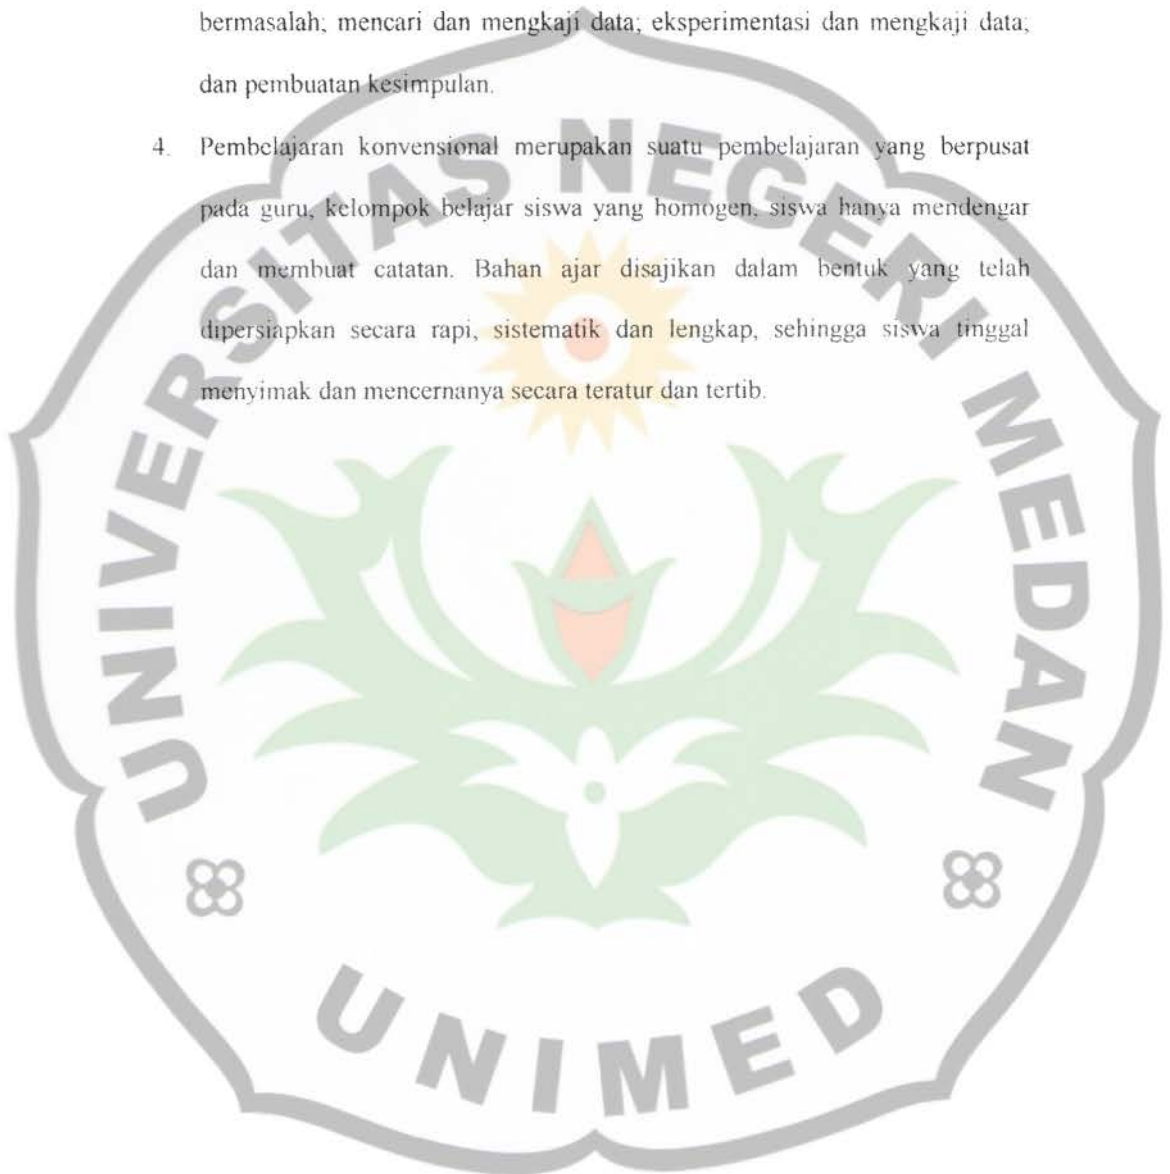 bermasalah; mencari dan mengkaji data; eksperimentasi dan mengkaji data;
dan pembuatan kesimpulan.
4. Pembelajaran konvensional merupakan suatu pembelajaran yang berpusat
pada guru, kelompok belajar siswa yang homogen, siswa hanya mendengar
dan membuat catatan. Bahan ajar disajikan dalam bentuk yang telah
dipersiapkan secara rapi, sistematik dan lengkap, sehingga siswa tinggal
menyimak dan mencernanya secara teratur dan tertib.
UNIVERSITAS NEGERI MEDAN
UNIMED